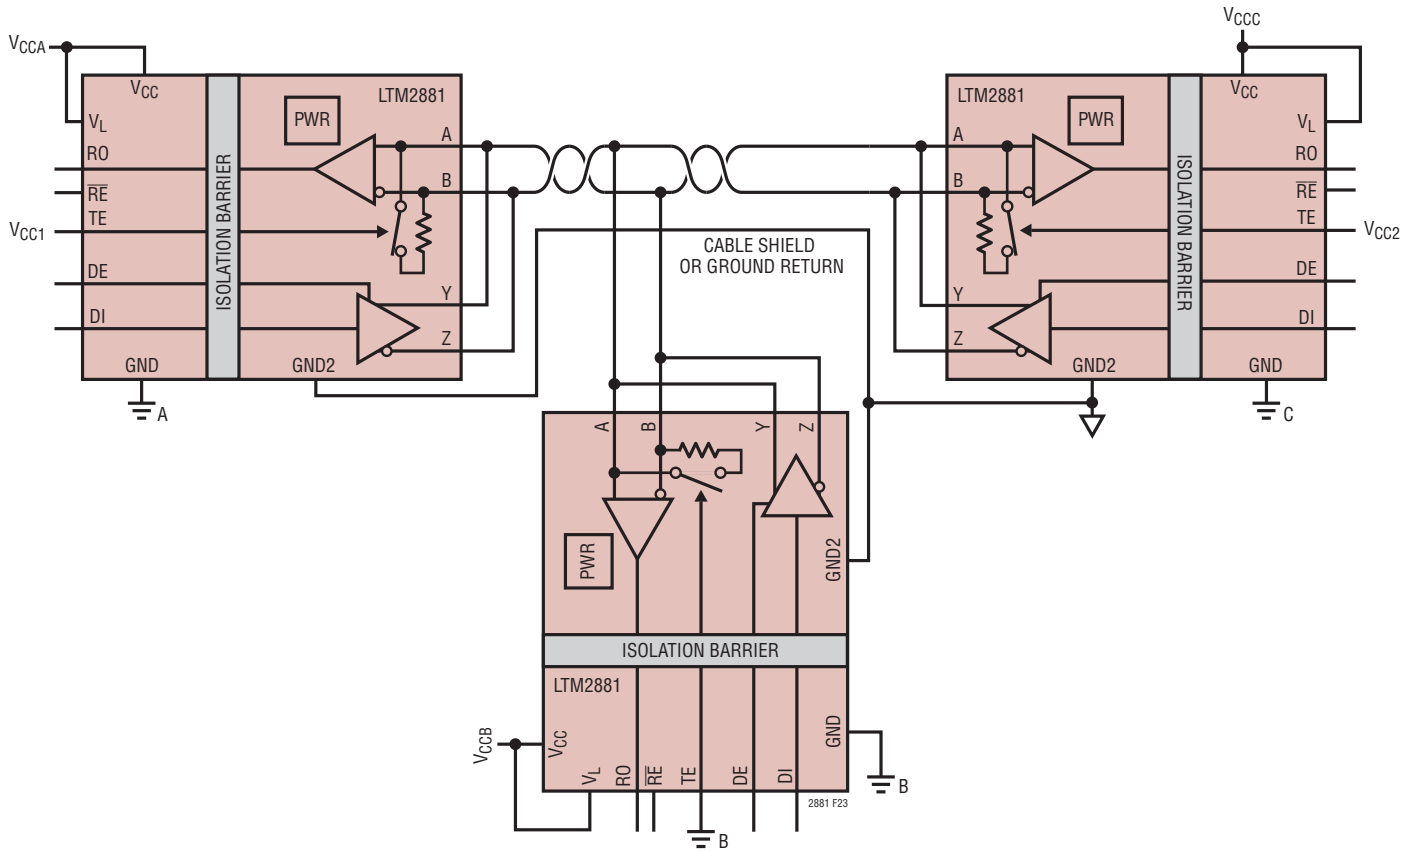 VCCA
VCC
VL
RO
RE
TE
VCC1
DE
DI
GND
A
ISOLATION BARRIER
PWR
LTM2881
A
B
Y
Z
GND2
CABLE SHIELD
OR GROUND RETURN
VCCC
LTM2881
PWR
A
B
Y
Z
GND2
ISOLATION BARRIER
VCC
VL
RO
RE
TE
VCC2
DE
DI
GND
C
A
B
Y
Z
PWR
GND2
ISOLATION BARRIER
LTM2881
VCCB
VCC
VL
RO
RE
TE
DE
DI
GND
B
B
2881 F23